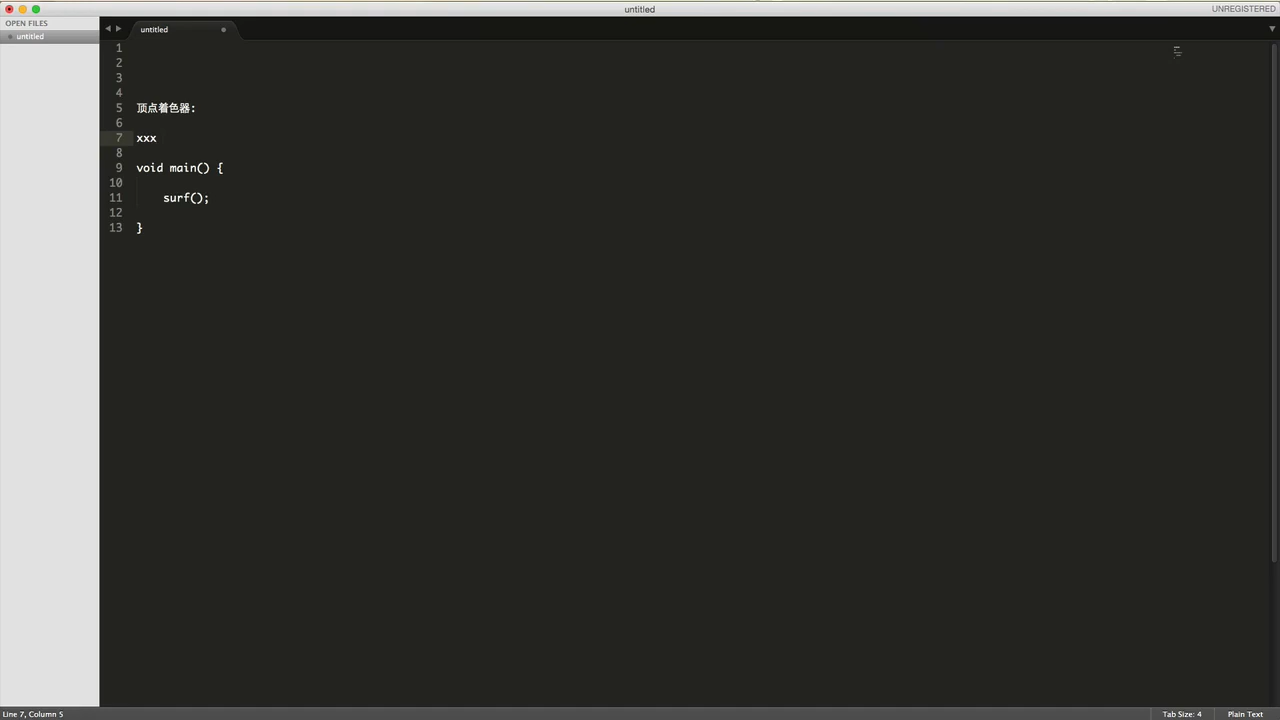 untitled
UNREGISTERED
OPEN FILES
untitled
untitled
1
2
3
4
5 顶点着色器:
6
7 xxx
8
9 void main() {
10
11 surf();
12
13 }
Line 7, Column 5
Tab Size: 4
Plain Text